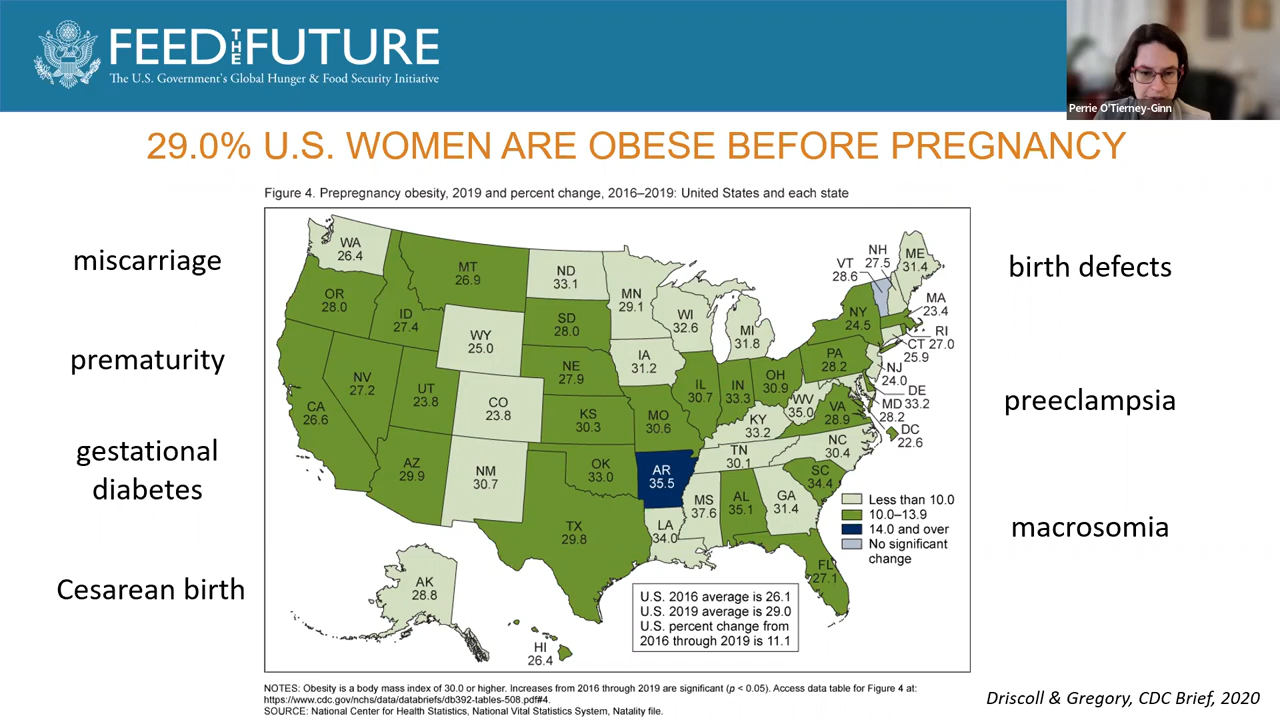 FEED THE FUTURE
The U.S. Government's Global Hunger & Food Security Initiative
Perrie O'Tierney-Ginn
29.0% U.S. WOMEN ARE OBESE BEFORE PREGNANCY
Figure 4. Prepregnancy obesity, 2019 and percent change, 2016–2019: United States and each state
miscarriage
prematurity
gestational
diabetes
Cesarean birth
WA
26.4
OR
28.0
CA
26.6
ID
27.4
NV
27.2
MT
26.9
WY
25.0
UT
23.8
CO
23.8
AZ
29.9
NM
30.7
ND
33.1
SD
28.0
NE
27.9
KS
30.3
OK
33.0
TX
29.8
MN
29.1
IA
31.2
MO
30.6
AR
35.5
LA
34.0
WI
32.6
IL
30.7
MI
31.8
IN
33.3
OH
30.9
KY
33.2
TN
30.1
MS
37.6
AL
35.1
GA
31.4
FL
27.1
SC
34.4
NC
30.4
VA
28.9
WV
35.0
PA
28.2
NY
24.5
VT
28.6
NH
27.5
ME
31.4
MA
23.4
RI
27.0
CT
25.9
NJ
24.0
DE
33.2
MD
28.2
DC
22.6
AK
28.8
HI
26.4
Less than 10.0
10.0–13.9
14.0 and over
No significant
change
U.S. 2016 average is 26.1
U.S. 2019 average is 29.0
U.S. percent change from
2016 through 2019 is 11.1
birth defects
preeclampsia
macrosomia
NOTES: Obesity is a body mass index of 30.0 or higher. Increases from 2016 through 2019 are significant (p < 0.05). Access data table for Figure 4 at:
https://www.cdc.gov/nchs/data/databriefs/db392-tables-508.pdf#4.
SOURCE: National Center for Health Statistics, National Vital Statistics System, Natality file.
Driscoll & Gregory, CDC Brief, 2020